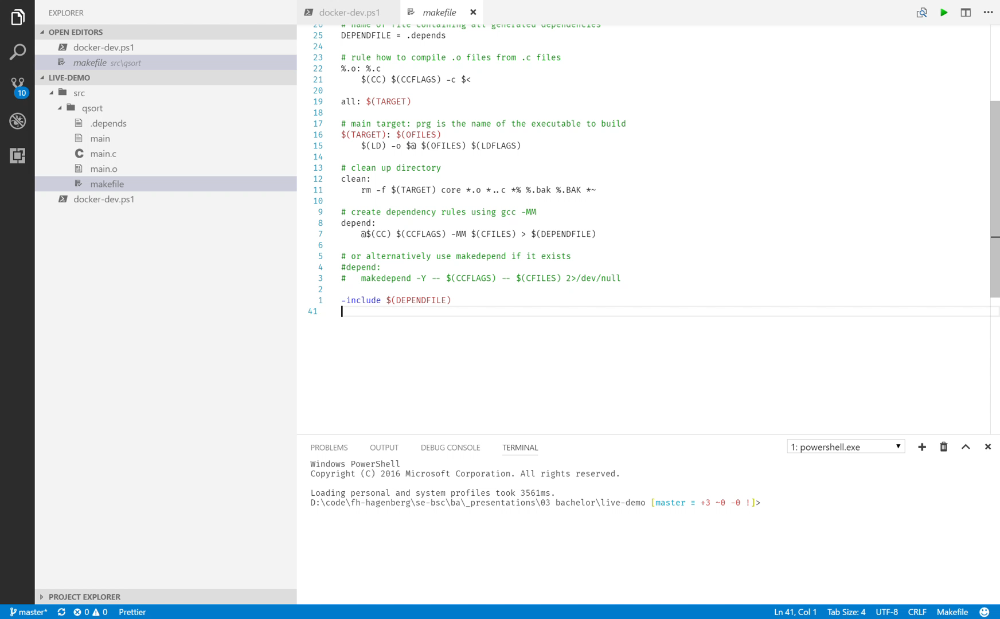 EXPLORER
OPEN EDITORS
docker-dev.ps1
makefile src\qsort
LIVE-DEMO
10
src
qsort
.depends
main
main.c
main.o
makefile
docker-dev.ps1
PROJECT EXPLORER
docker-dev.ps1
makefile
26 # name of file containing all generated dependencies
25 DEPENDFILE = .depends
24
23 # rule how to compile .o files from .c files
22 %.o: %.c
21 $(CC) $(CCFLAGS) -c $<
20
19 all: $(TARGET)
18
17 # main target: prg is the name of the executable to build
16 $(TARGET): $(OFILES)
15 $(LD) -o $@ $(OFILES) $(LDFLAGS)
14
13 # clean up directory
12 clean:
11 rm -f $(TARGET) core *.o *..c *% %.bak %.BAK *~
10
9 # create dependency rules using gcc -MM
8 depend:
7 @$(CC) $(CCFLAGS) -MM $(CFILES) > $(DEPENDFILE)
6
5 # or alternatively use makedepend if it exists
4 #depend:
3 # makedepend -Y -- $(CCFLAGS) -- $(CFILES) 2>/dev/null
2
1 -include $(DEPENDFILE)
41
PROBLEMS OUTPUT DEBUG CONSOLE TERMINAL 1: powershell.exe
Windows PowerShell
Copyright (C) 2016 Microsoft Corporation. All rights reserved.
Loading personal and system profiles took 3561ms.
D:\code\fh-hagenberg\se-bsc\ba\_presentations\03 bachelor\live-demo [master ≡ +3 ~0 -0 !]>
master* 0 0 Prettier Ln 41, Col 1 Tab Size: 4 UTF-8 CRLF Makefile